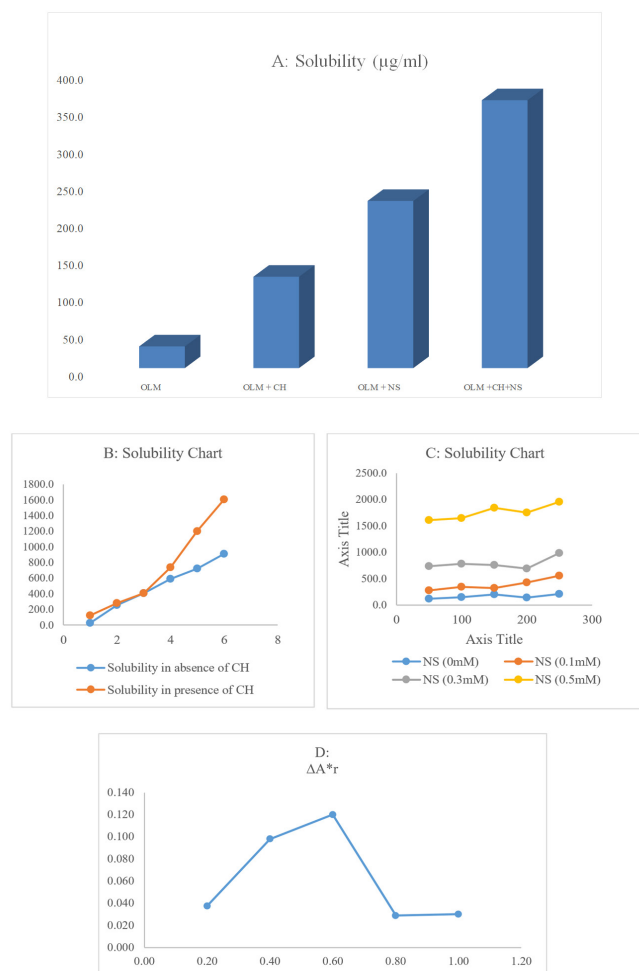 A: Solubility (µg/ml)
400.0
350.0
300.0
250.0
200.0
150.0
100.0
50.0
0.0
OLM
OLM + CH
OLM + NS
OLM +CH+NS
B: Solubility Chart
1800.0
1600.0
1400.0
1200.0
1000.0
800.0
600.0
400.0
200.0
0.0
0 2 4 6 8
Solubility in absence of CH
Solubility in presence of CH
C: Solubility Chart
Axis Title
2500.0
2000.0
1500.0
1000.0
500.0
0.0
0 100 200 300
Axis Title
NS (0mM) NS (0.1mM)
NS (0.3mM) NS (0.5mM)
D:
ΔA*r
0.140
0.120
0.100
0.080
0.060
0.040
0.020
0.000
0.00 0.20 0.40 0.60 0.80 1.00 1.20